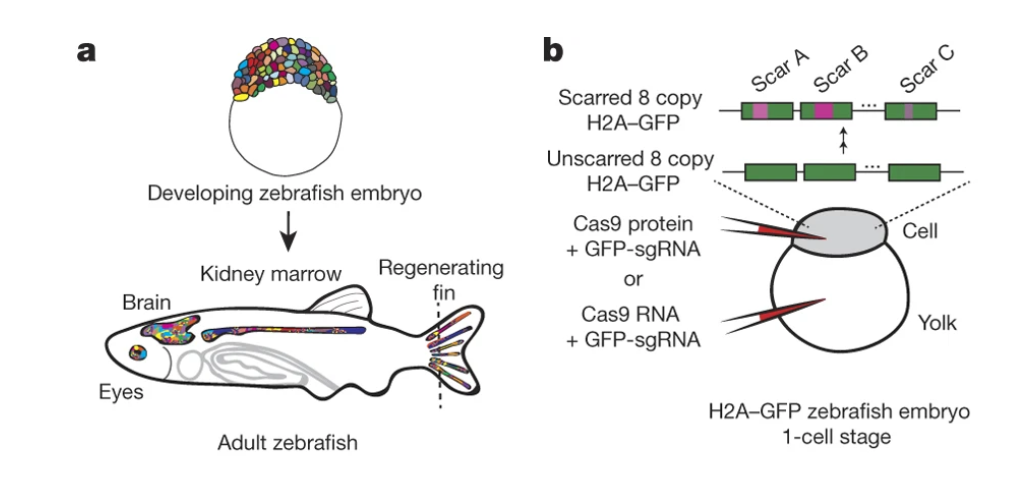 a
Developing zebrafish embryo
Kidney marrow
Regenerating
fin
Brain
Eyes
Adult zebrafish
b
Scar A
Scar B
Scar C
Scarred 8 copy
H2A–GFP
...
Unscarred 8 copy
H2A–GFP
...
Cas9 protein
+ GFP-sgRNA
or
Cas9 RNA
+ GFP-sgRNA
Cell
Yolk
H2A–GFP zebrafish embryo
1-cell stage